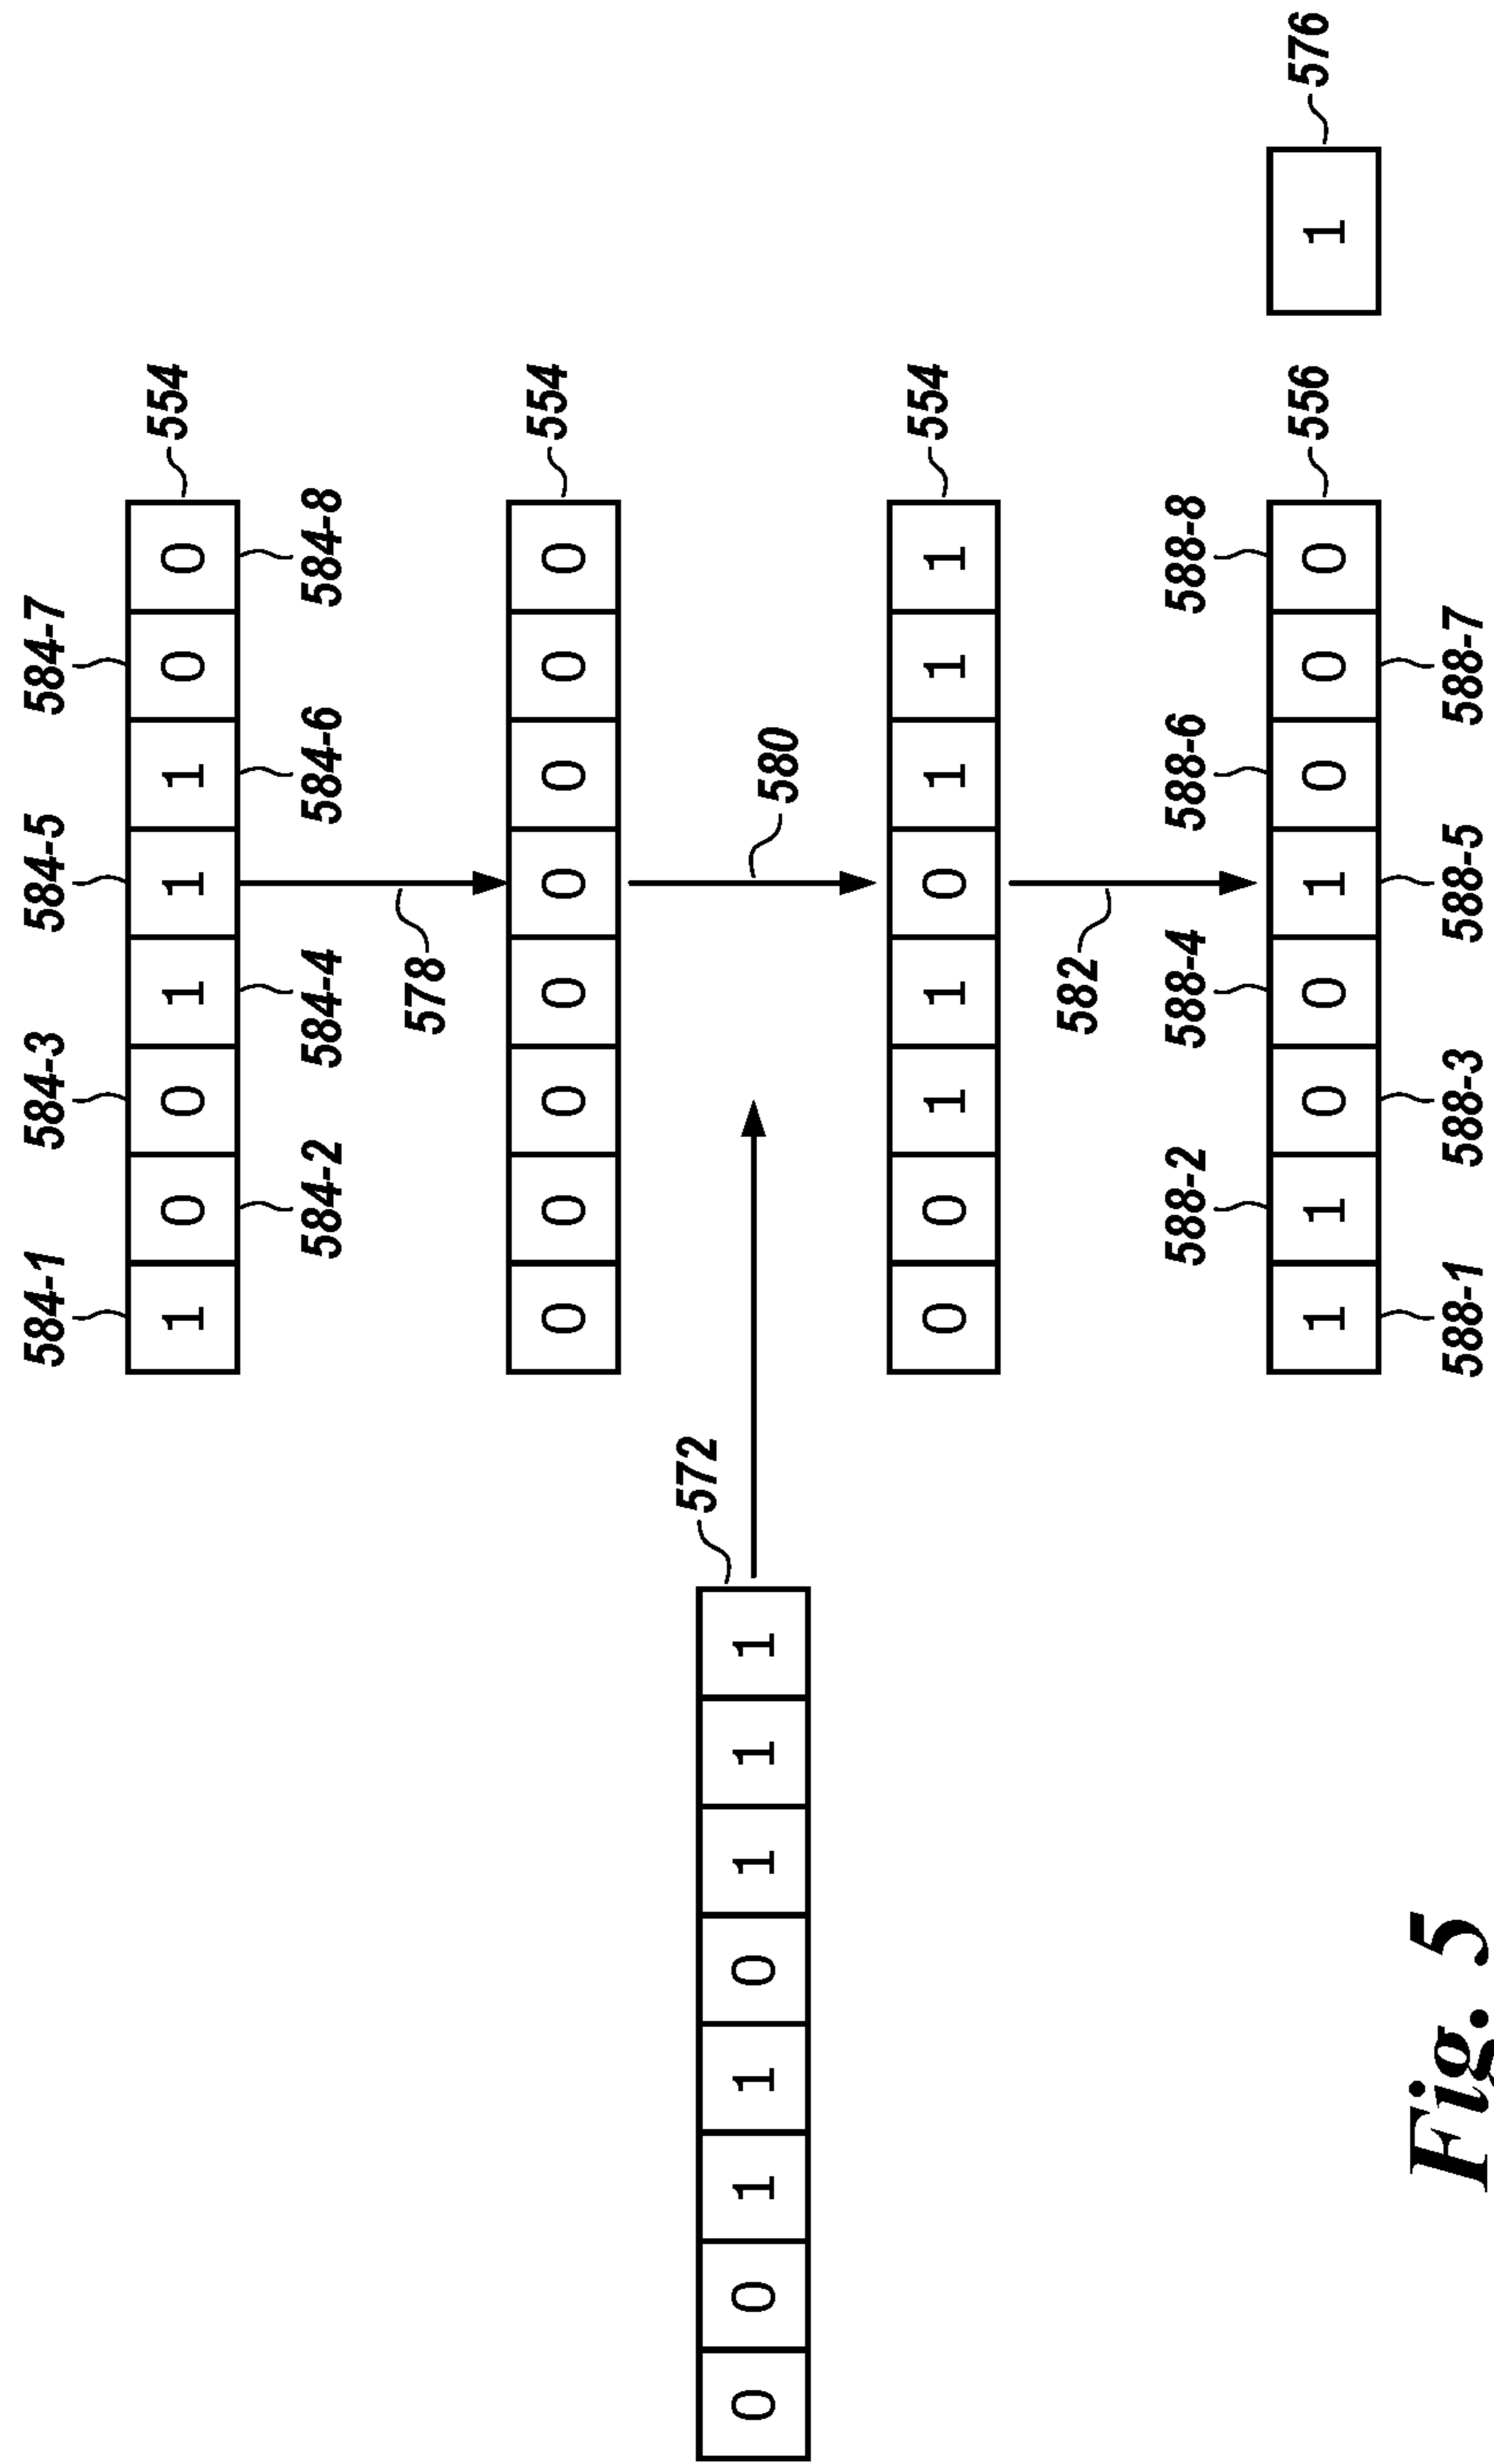 584-1 584-3 584-5 584-7
1 0 0 1 1 1 0 0 554
584-2 584-4 584-6 584-8
578
0 0 0 0 0 0 0 0 554
572
0 0 1 1 0 1 1 1 580
0 0 1 1 0 1 1 1 554
582
588-2 588-4 588-6 588-8
1 1 0 0 1 0 0 0 556 1 576
588-1 588-3 588-5 588-7
Fig. 5